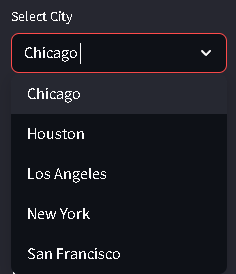 Select City
Chicago
Chicago
Houston
Los Angeles
New York
San Francisco